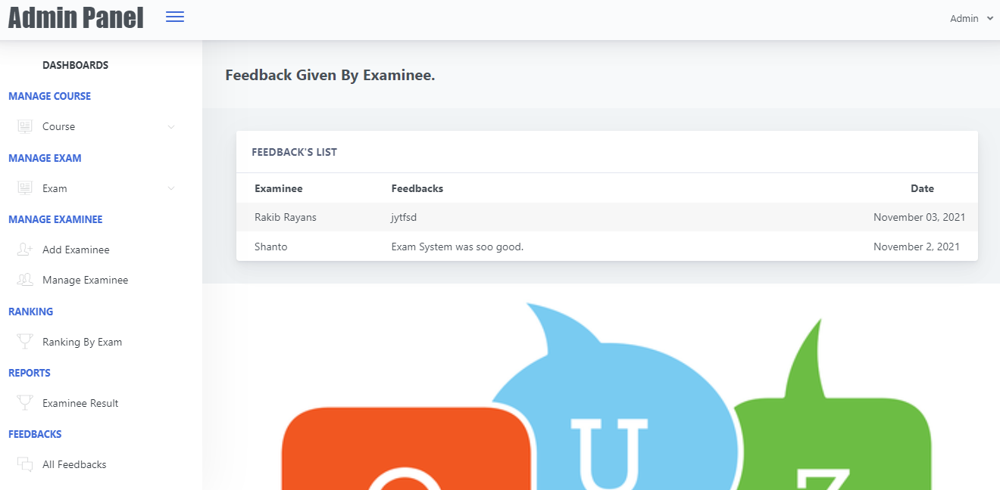 Admin Panel
Admin
DASHBOARDS
MANAGE COURSE
Course
MANAGE EXAM
Exam
MANAGE EXAMINEE
Add Examinee
Manage Examinee
RANKING
Ranking By Exam
REPORTS
Examinee Result
FEEDBACKS
All Feedbacks
Feedback Given By Examinee.
FEEDBACK'S LIST
Examinee Feedbacks Date
Rakib Rayans jytfsd November 03, 2021
Shanto Exam System was soo good. November 2, 2021
U